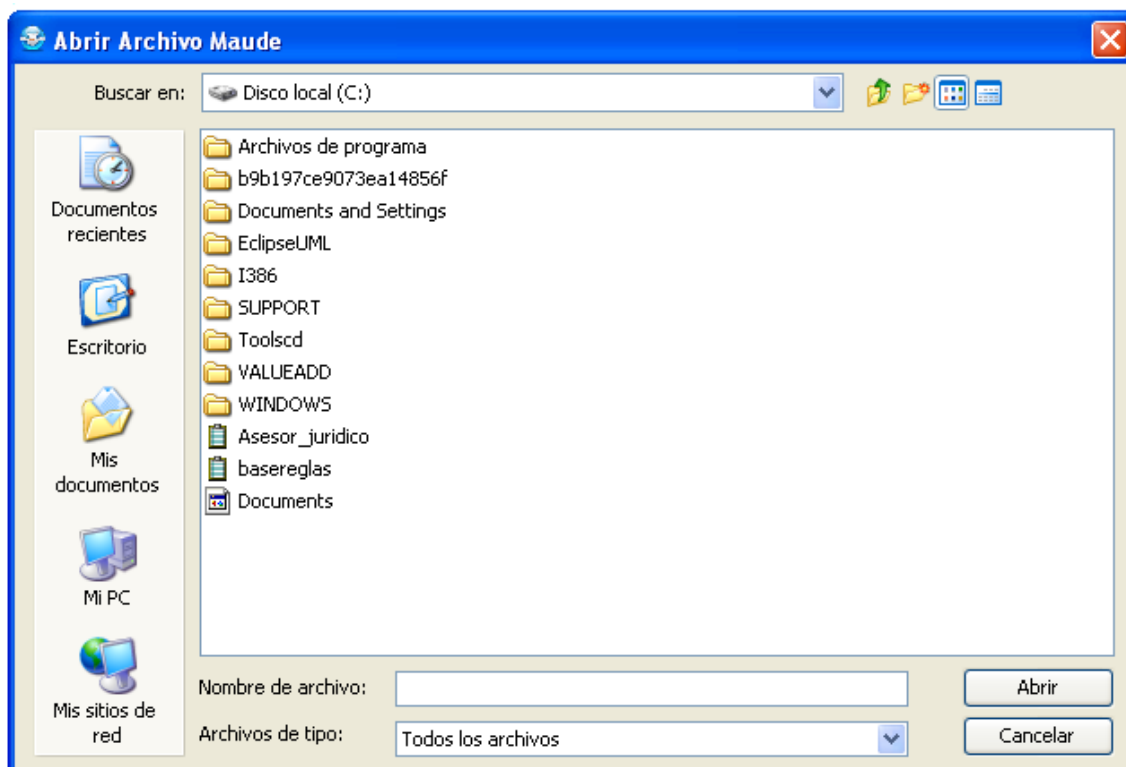 Abrir Archivo Maude
Buscar en:
Disco local (C:)
Documentos
recientes
Escritorio
Mis
documentos
Mi PC
Mis sitios de
red
Archivos de programa
b9b197ce9073ea14856f
Documents and Settings
EclipseUML
I386
SUPPORT
Toolscd
VALUEADD
WINDOWS
Asesor_juridico
basereglas
Documents
Nombre de archivo:
Abrir
Archivos de tipo:
Todos los archivos
Cancelar